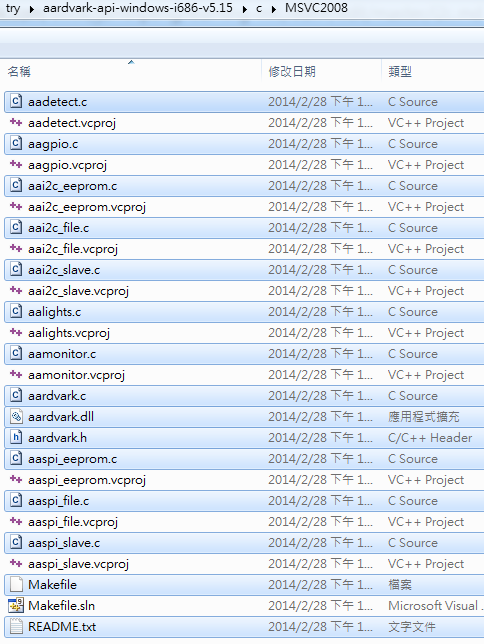 try ▸ aardvark-api-windows-i686-v5.15 ▸ c ▸ MSVC2008
名稱 修改日期 類型
aadetect.c 2014/2/28 下午 1... C Source
aadetect.vcproj 2014/2/28 下午 1... VC++ Project
aagpio.c 2014/2/28 下午 1... C Source
aagpio.vcproj 2014/2/28 下午 1... VC++ Project
aai2c_eeprom.c 2014/2/28 下午 1... C Source
aai2c_eeprom.vcproj 2014/2/28 下午 1... VC++ Project
aai2c_file.c 2014/2/28 下午 1... C Source
aai2c_file.vcproj 2014/2/28 下午 1... VC++ Project
aai2c_slave.c 2014/2/28 下午 1... C Source
aai2c_slave.vcproj 2014/2/28 下午 1... VC++ Project
aalights.c 2014/2/28 下午 1... C Source
aalights.vcproj 2014/2/28 下午 1... VC++ Project
aamonitor.c 2014/2/28 下午 1... C Source
aamonitor.vcproj 2014/2/28 下午 1... VC++ Project
aardvark.c 2014/2/28 下午 1... C Source
aardvark.dll 2014/2/28 下午 1... 應用程式擴充
aardvark.h 2014/2/28 下午 1... C/C++ Header
aaspi_eeprom.c 2014/2/28 下午 1... C Source
aaspi_eeprom.vcproj 2014/2/28 下午 1... VC++ Project
aaspi_file.c 2014/2/28 下午 1... C Source
aaspi_file.vcproj 2014/2/28 下午 1... VC++ Project
aaspi_slave.c 2014/2/28 下午 1... C Source
aaspi_slave.vcproj 2014/2/28 下午 1... VC++ Project
Makefile 2014/2/28 下午 1... 檔案
Makefile.sln 2014/2/28 下午 1... Microsoft Visual ...
README.txt 2014/2/28 下午 1... 文字文件